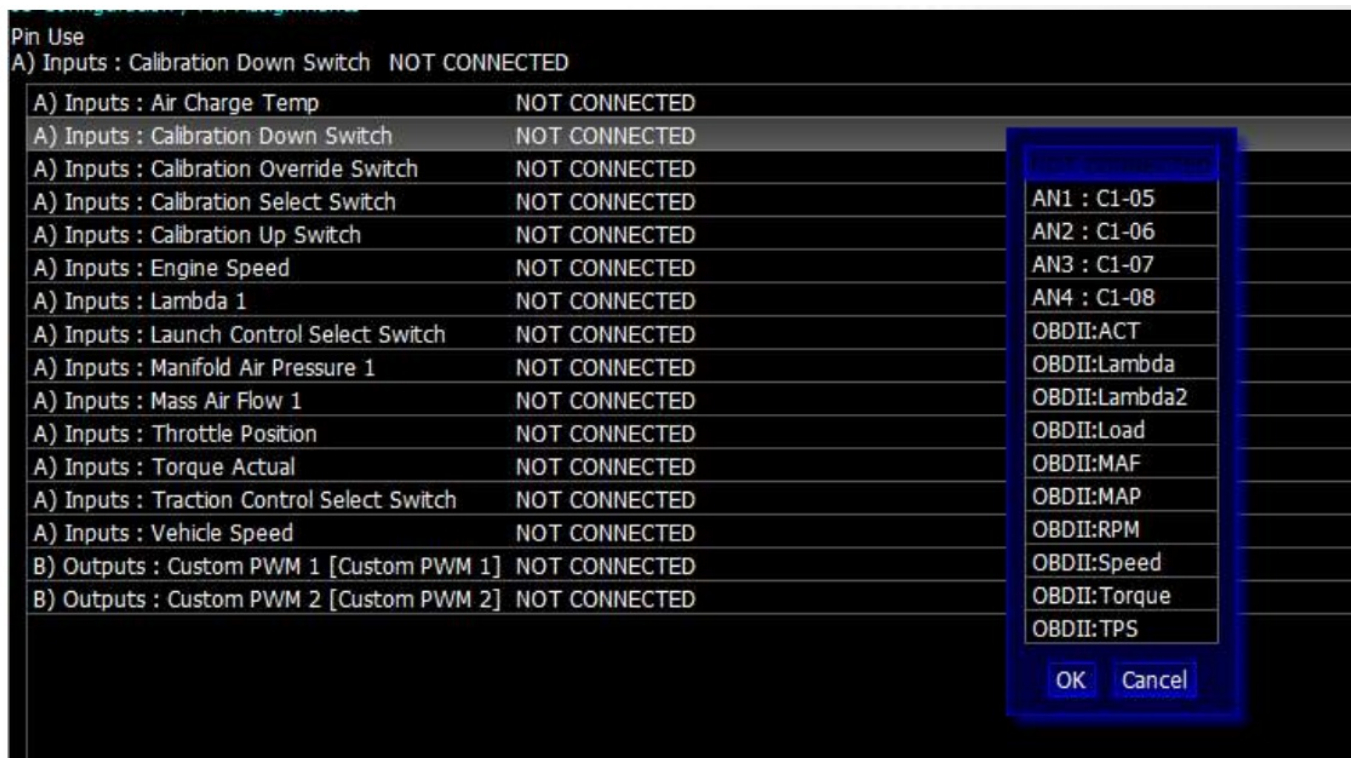 Pin Use
A) Inputs : Calibration Down Switch NOT CONNECTED
A) Inputs : Air Charge Temp NOT CONNECTED
A) Inputs : Calibration Down Switch NOT CONNECTED
A) Inputs : Calibration Override Switch NOT CONNECTED
A) Inputs : Calibration Select Switch NOT CONNECTED
A) Inputs : Calibration Up Switch NOT CONNECTED
A) Inputs : Engine Speed NOT CONNECTED
A) Inputs : Lambda 1 NOT CONNECTED
A) Inputs : Launch Control Select Switch NOT CONNECTED
A) Inputs : Manifold Air Pressure 1 NOT CONNECTED
A) Inputs : Mass Air Flow 1 NOT CONNECTED
A) Inputs : Throttle Position NOT CONNECTED
A) Inputs : Torque Actual NOT CONNECTED
A) Inputs : Traction Control Select Switch NOT CONNECTED
A) Inputs : Vehicle Speed NOT CONNECTED
B) Outputs : Custom PWM 1 [Custom PWM 1] NOT CONNECTED
B) Outputs : Custom PWM 2 [Custom PWM 2] NOT CONNECTED
AN1 : C1-05
AN2 : C1-06
AN3 : C1-07
AN4 : C1-08
OBDII:ACT
OBDII:Lambda
OBDII:Lambda2
OBDII:Load
OBDII:MAF
OBDII:MAP
OBDII:RPM
OBDII:Speed
OBDII:Torque
OBDII:TPS
OK Cancel